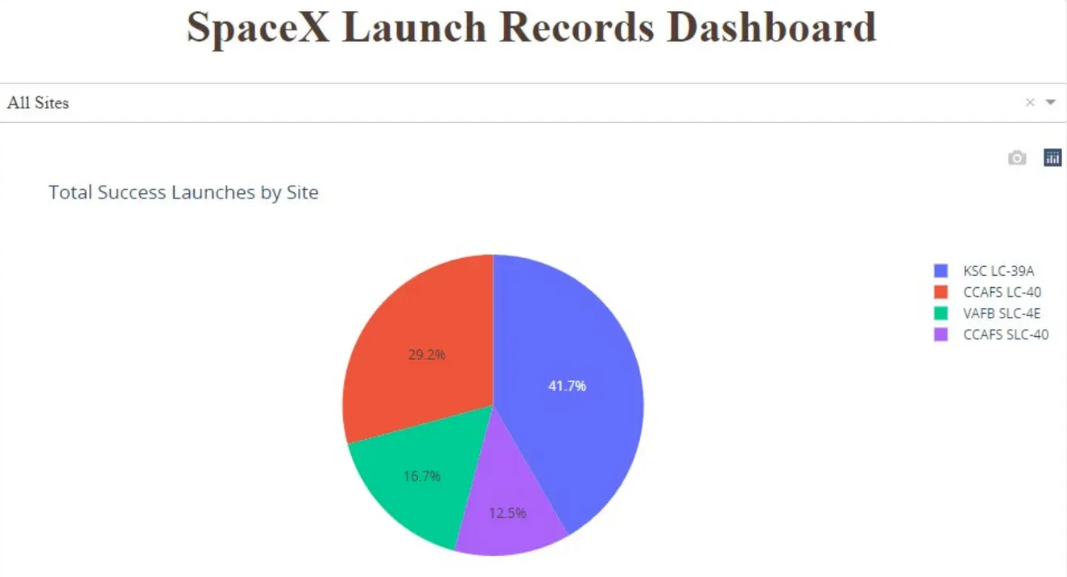 SpaceX Launch Records Dashboard
All Sites
Total Success Launches by Site
KSC LC-39A
CCAFS LC-40
VAFB SLC-4E
CCAFS SLC-40
29.2%
41.7%
16.7%
12.5%